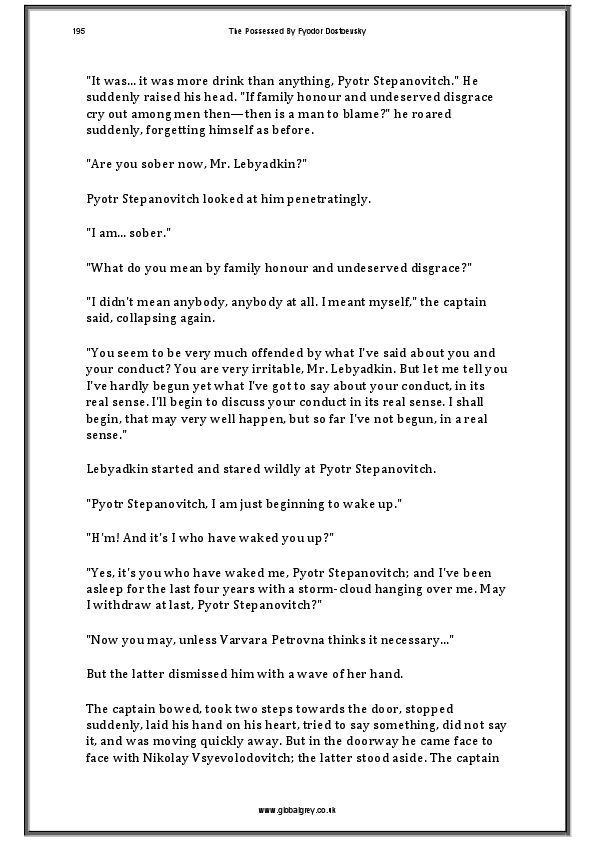 195
The Possessed By Fyodor Dostoevsky
"It was... it was more drink than anything, Pyotr Stepanovitch." He
suddenly raised his head. "If family honour and undeserved disgrace
cry out among men then—then is a man to blame?" he roared
suddenly, forgetting himself as before.
"Are you sober now, Mr. Lebyadkin?"
Pyotr Stepanovitch looked at him penetratingly.
"I am... sober."
"What do you mean by family honour and undeserved disgrace?"
"I didn't mean anybody, anybody at all. I meant myself," the captain
said, collapsing again.
"You seem to be very much offended by what I've said about you and
your conduct? You are very irritable, Mr. Lebyadkin. But let me tell you
I've hardly begun yet what I've got to say about your conduct, in its
real sense. I'll begin to discuss your conduct in its real sense. I shall
begin, that may very well happen, but so far I've not begun, in a real
sense."
Lebyadkin started and stared wildly at Pyotr Stepanovitch.
"Pyotr Stepanovitch, I am just beginning to wake up."
"H'm! And it's I who have waked you up?"
"Yes, it's you who have waked me, Pyotr Stepanovitch; and I've been
asleep for the last four years with a storm-cloud hanging over me. May
I withdraw at last, Pyotr Stepanovitch?"
"Now you may, unless Varvara Petrovna thinks it necessary..."
But the latter dismissed him with a wave of her hand.
The captain bowed, took two steps towards the door, stopped
suddenly, laid his hand on his heart, tried to say something, did not say
it, and was moving quickly away. But in the doorway he came face to
face with Nikolay Vsyevolodovitch; the latter stood aside. The captain
www.globalgrey.co.uk